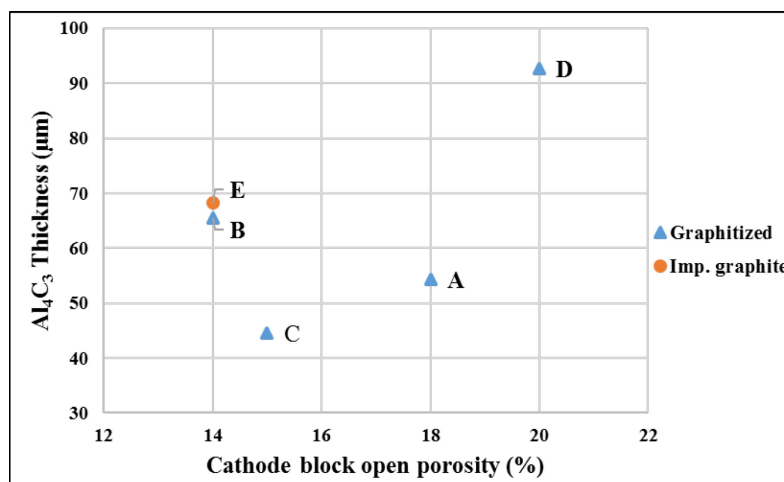 100
90
80
70
60
50
40
30
12
14
16
18
20
22
Al₄C₃ Thickness (µm)
Cathode block open porosity (%)
D
E
B
A
C
Graphitized
Imp. graphite